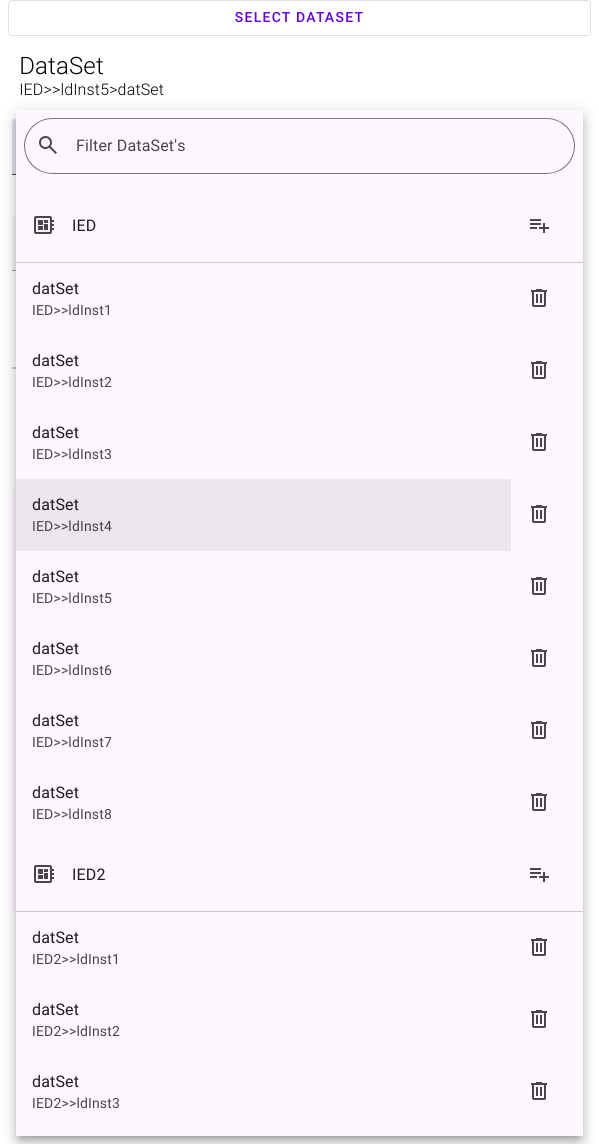 SELECT DATASET
DataSet
IED>>ldInst5>datSet
Filter DataSet's
IED
datSet
IED>>ldInst1
datSet
IED>>ldInst2
datSet
IED>>ldInst3
datSet
IED>>ldInst4
datSet
IED>>ldInst5
datSet
IED>>ldInst6
datSet
IED>>ldInst7
datSet
IED>>ldInst8
IED2
datSet
IED2>>ldInst1
datSet
IED2>>ldInst2
datSet
IED2>>ldInst3